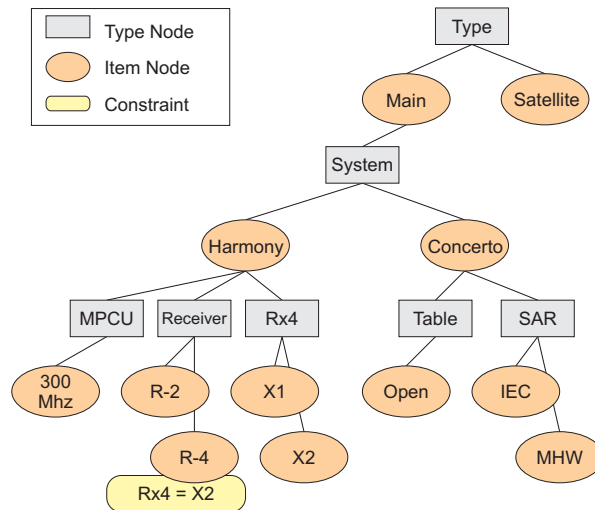 Type Node
Item Node
Constraint
Type
Main
Satellite
System
Harmony
Concerto
MPCU
Receiver
Rx4
Table
SAR
300
Mhz
R-2
X1
Open
IEC
R-4
X2
MHW
Rx4 = X2